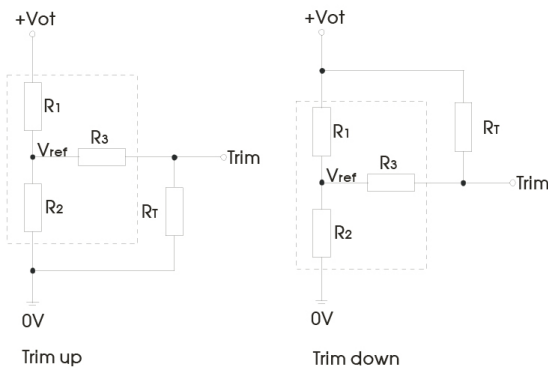 +Vot
R1
Vref
R3
Trim
R2
RT
0V
Trim up
+Vot
R1
RT
Vref
R3
Trim
R2
0V
Trim down